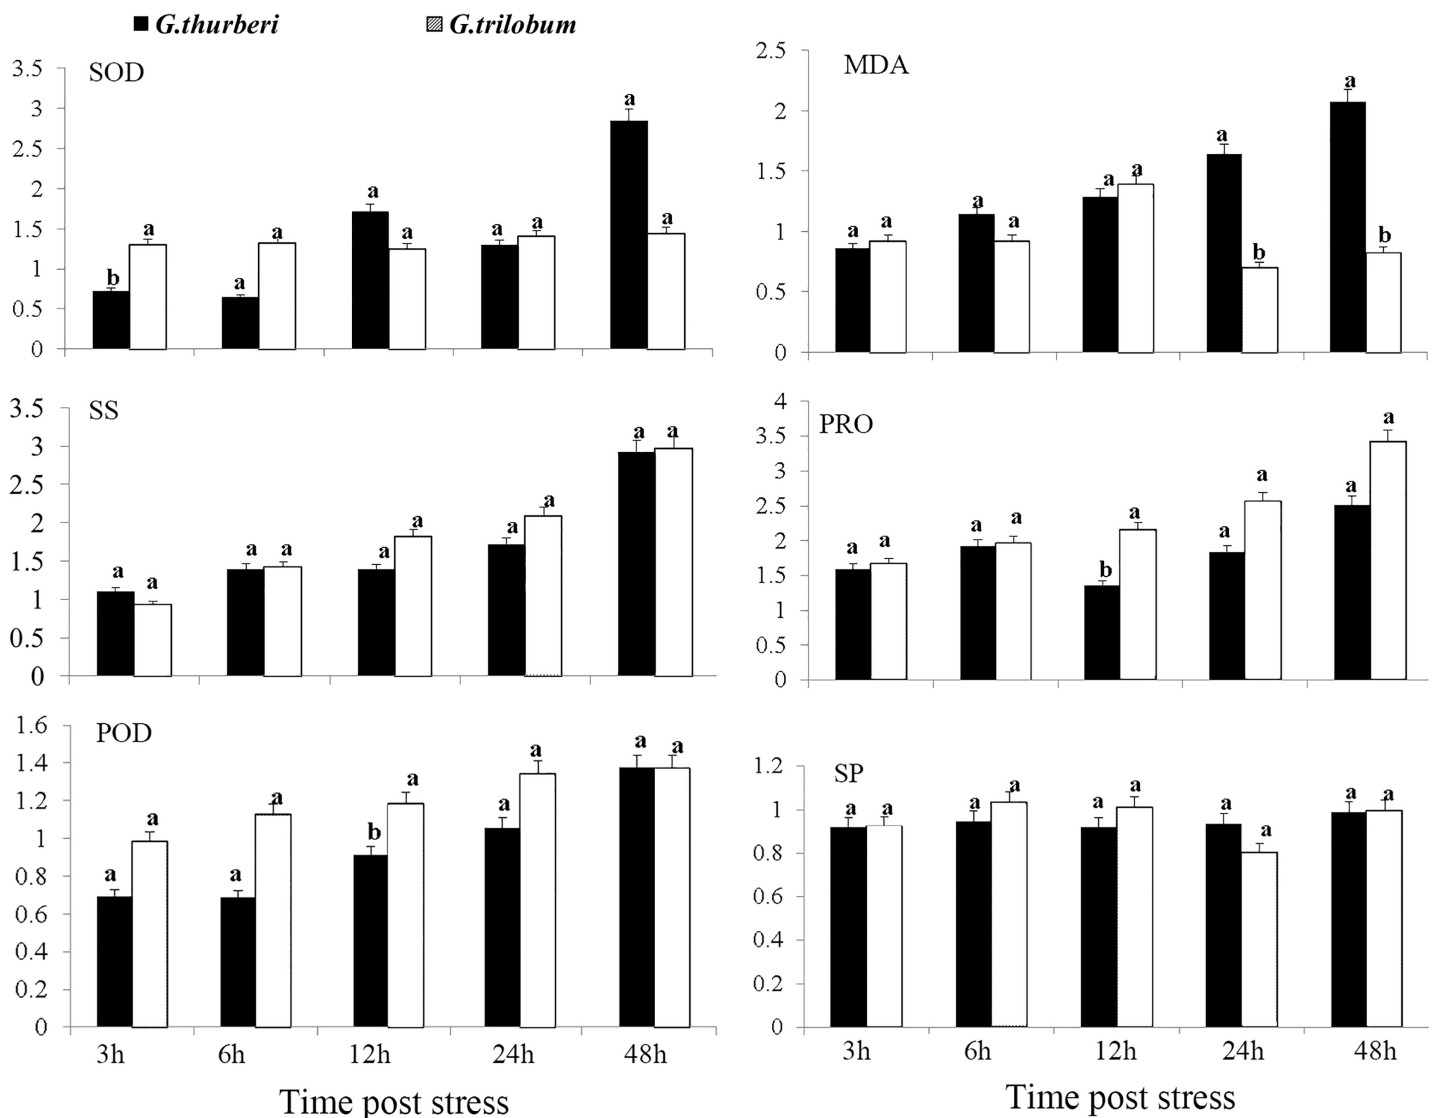 G.thurberi G.trilobum
SOD
3.5
3
2.5
2
1.5
1
0.5
0
b a a a a a a a a a
MDA
2.5
2
1.5
1
0.5
0
a a a a a a a b a b
SS
3.5
3
2.5
2
1.5
1
0.5
0
a a a a a a a a a a
PRO
4
3.5
3
2.5
2
1.5
1
0.5
0
a a a a b a a a a a
POD
1.6
1.4
1.2
1
0.8
0.6
0.4
0.2
0
a a a a b a a a a a
3h 6h 12h 24h 48h
Time post stress
SP
1.2
1
0.8
0.6
0.4
0.2
0
a a a a a a a a a a
3h 6h 12h 24h 48h
Time post stress